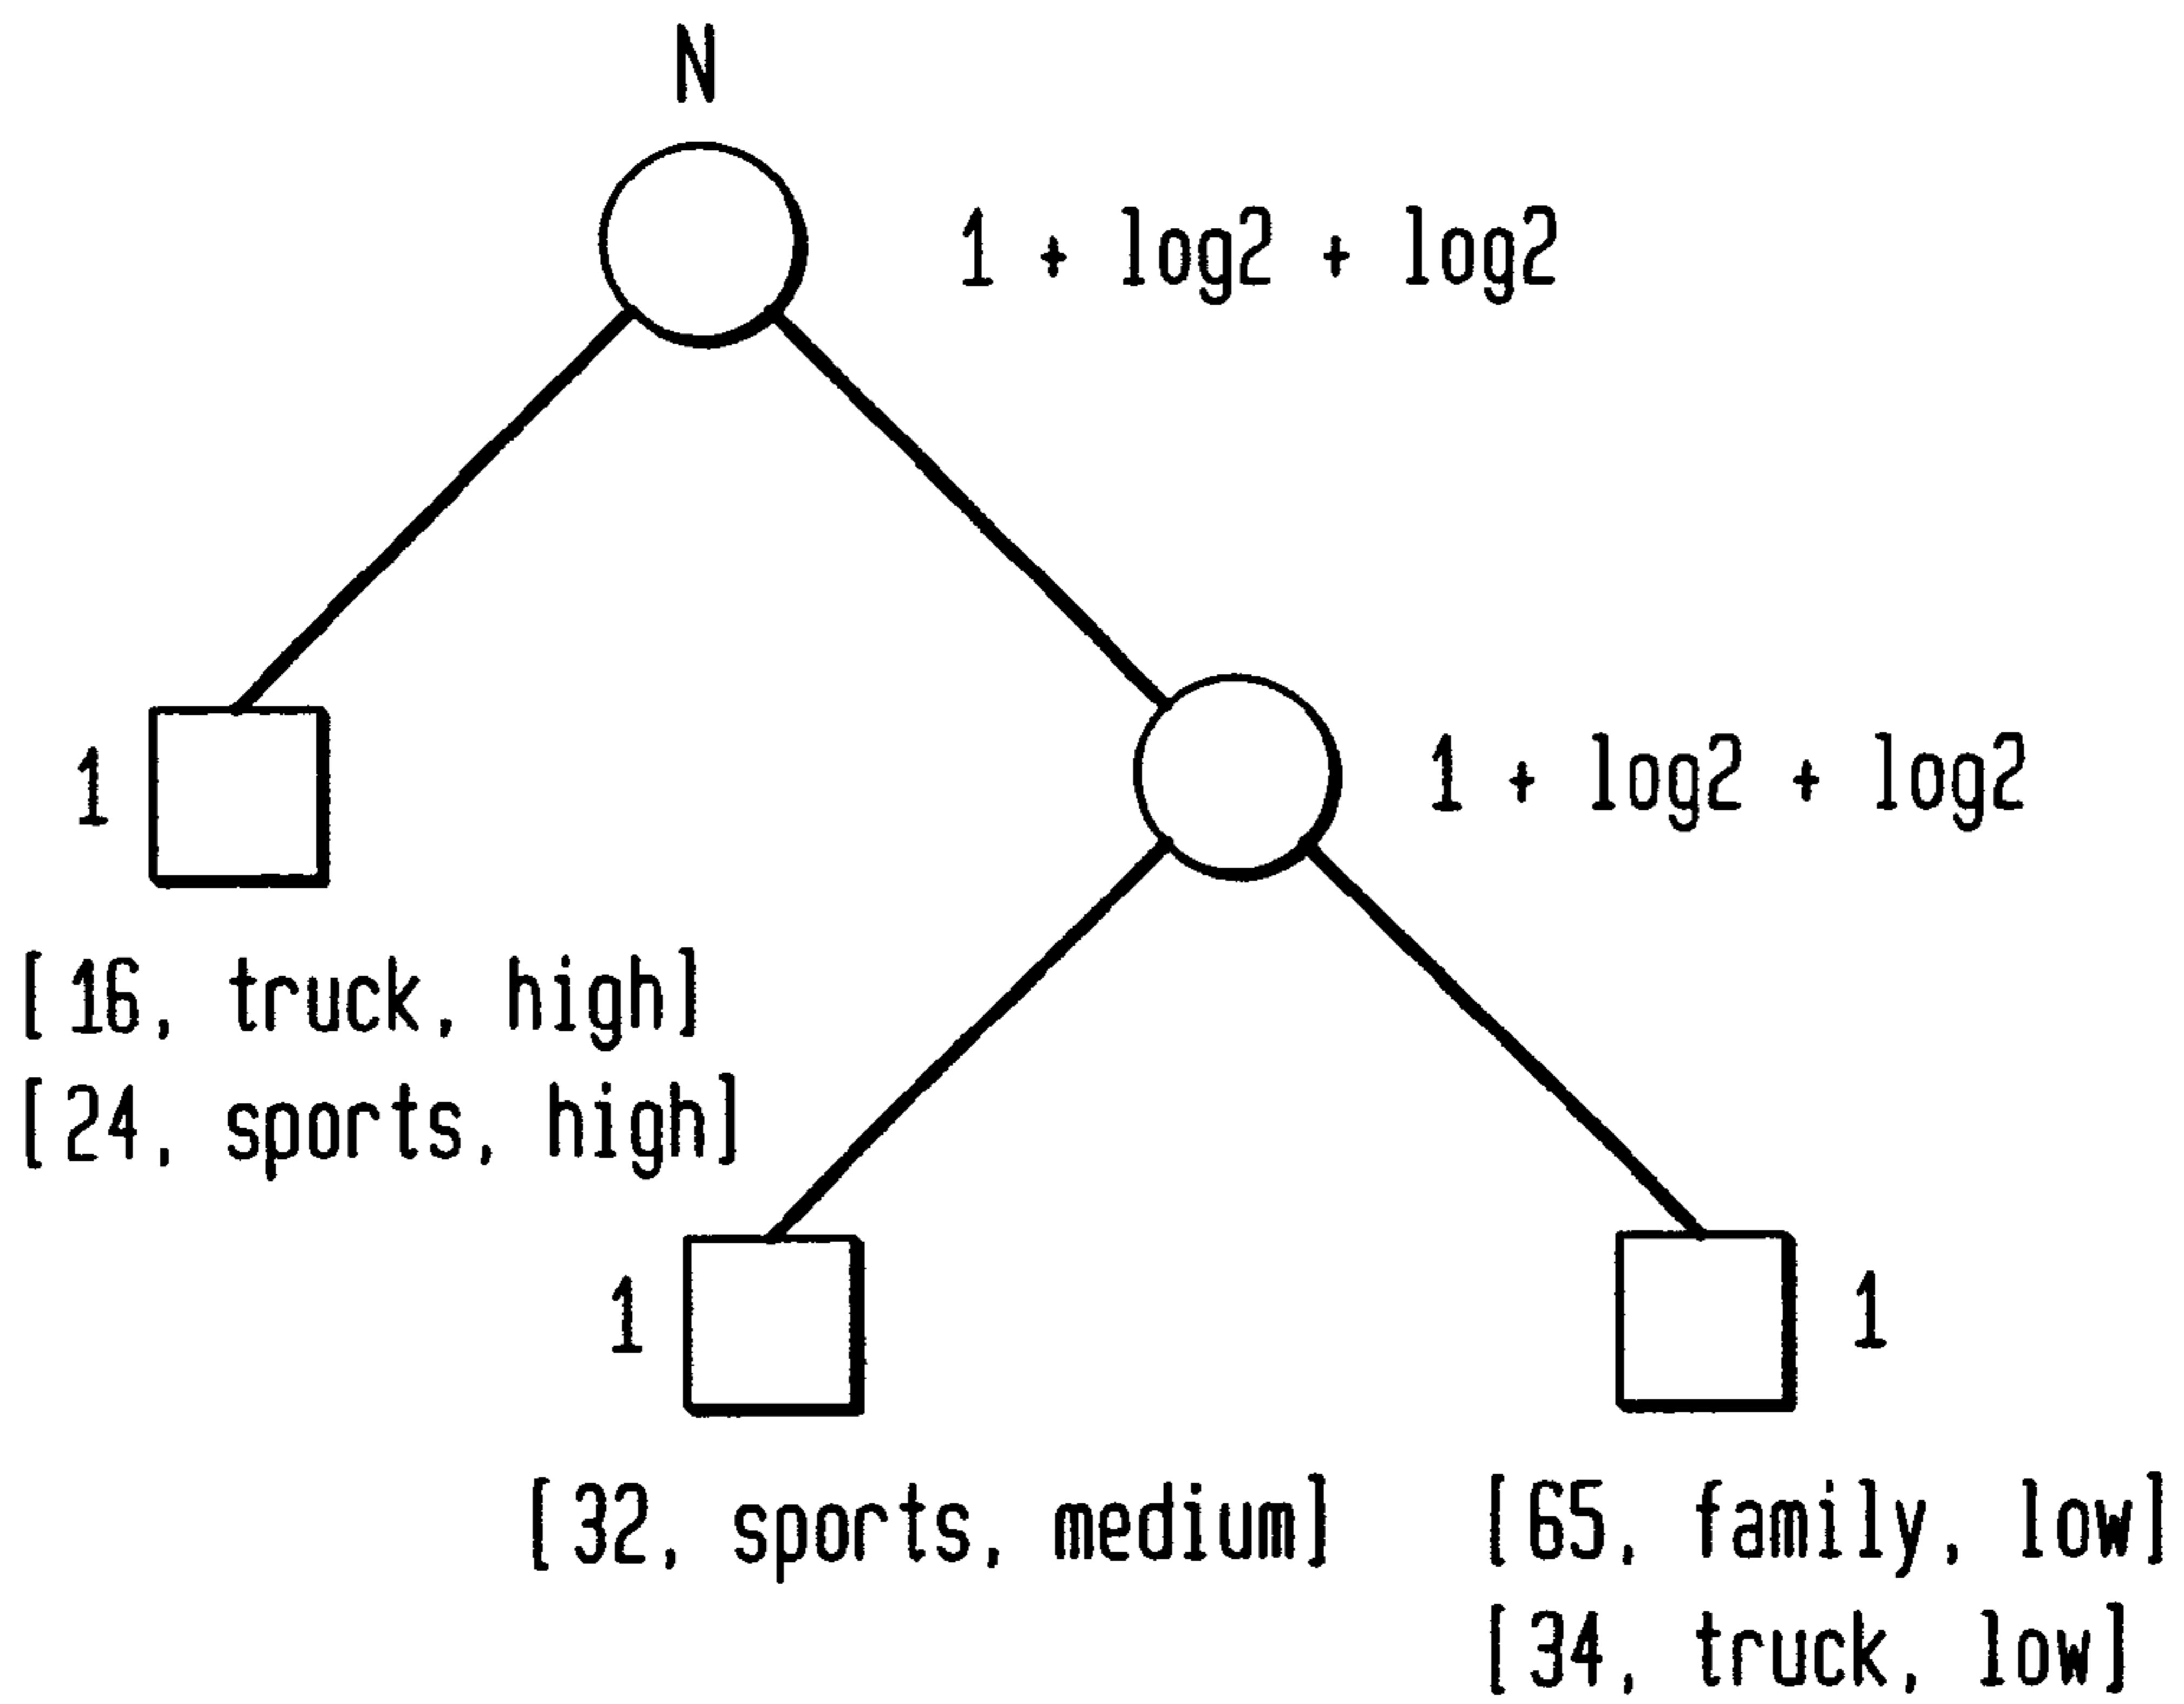 N
1 + log2 + log2
1
1 + log2 + log2
[16, truck, high]
[24, sports, high]
1
1
[32, sports, medium]
[65, family, low]
[34, truck, low]